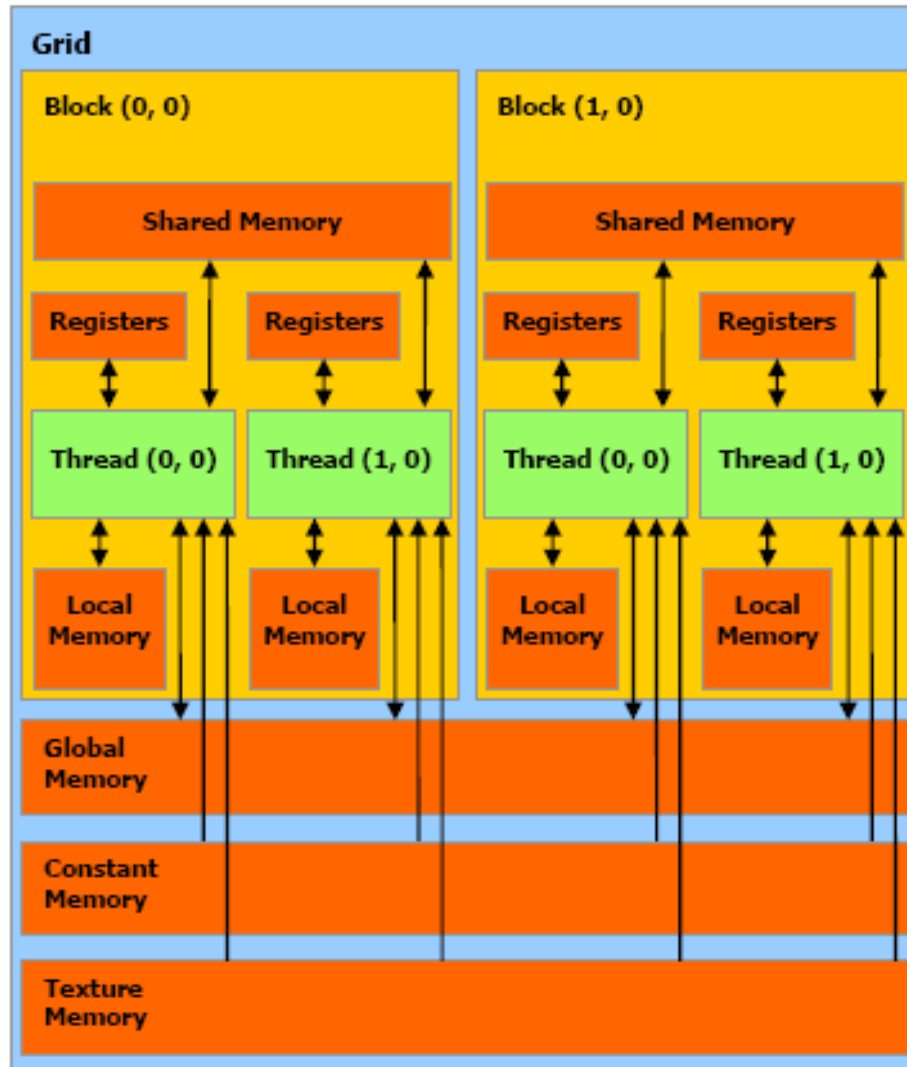 Grid
Block (0, 0)
Block (1, 0)
Shared Memory
Shared Memory
Registers
Registers
Registers
Registers
Thread (0, 0)
Thread (1, 0)
Thread (0, 0)
Thread (1, 0)
Local
Memory
Local
Memory
Local
Memory
Local
Memory
Global
Memory
Constant
Memory
Texture
Memory